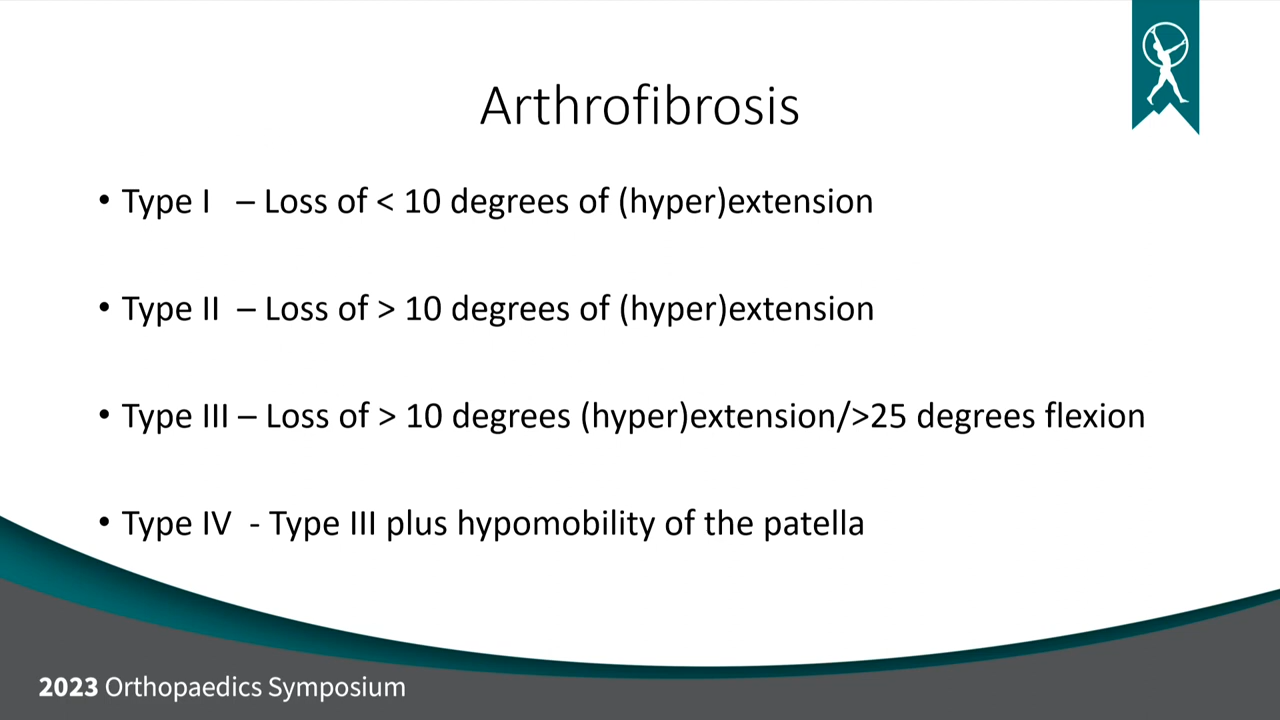 Arthrofibrosis
• Type I – Loss of < 10 degrees of (hyper)extension
• Type II – Loss of > 10 degrees of (hyper)extension
• Type III – Loss of > 10 degrees (hyper)extension/>25 degrees flexion
• Type IV - Type III plus hypomobility of the patella
2023 Orthopaedics Symposium